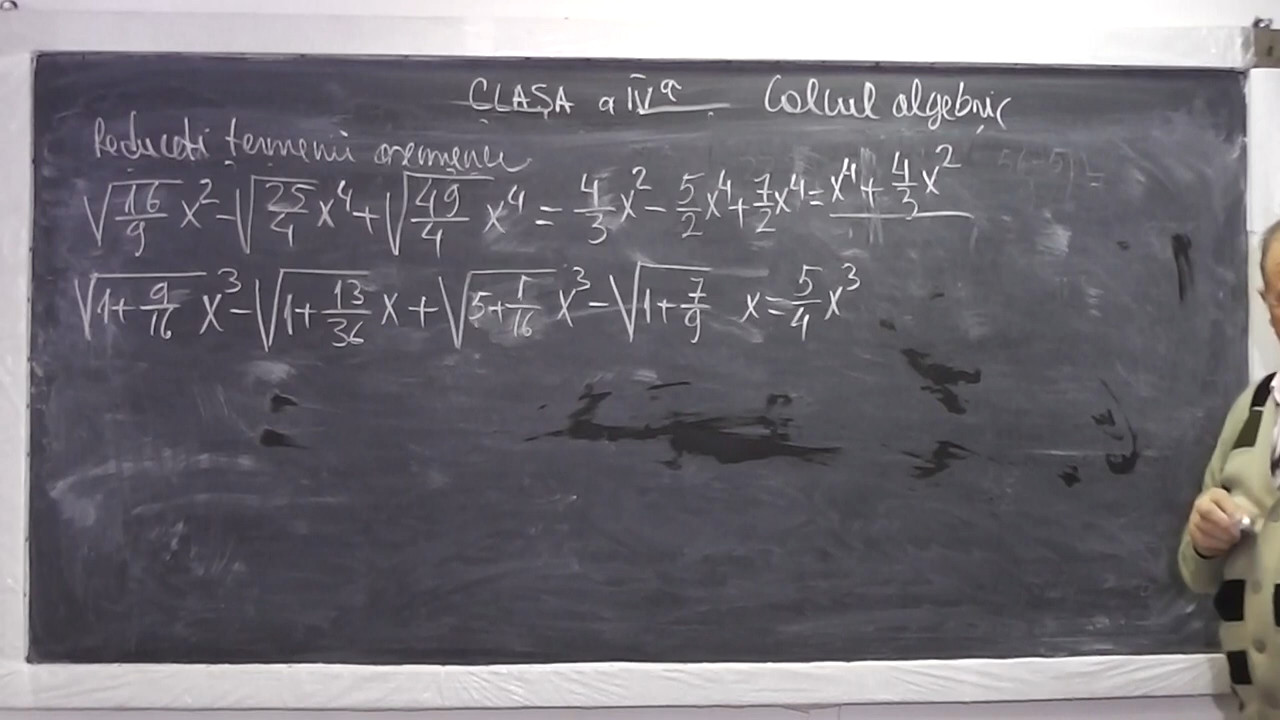 CLASA a IVª Calcul algebric
Reduceti termenii asemenea
√16/9 x² - √25/4 x⁴ + √49/4 x⁴ = 4/3 x² - 5/2 x⁴ + 7/2 x⁴ = x⁴ + 4/3 x²
√1+9/16 x³ - √1+13/36 x + √5+1/16 x³ - √1+7/9 x = 5/4 x³